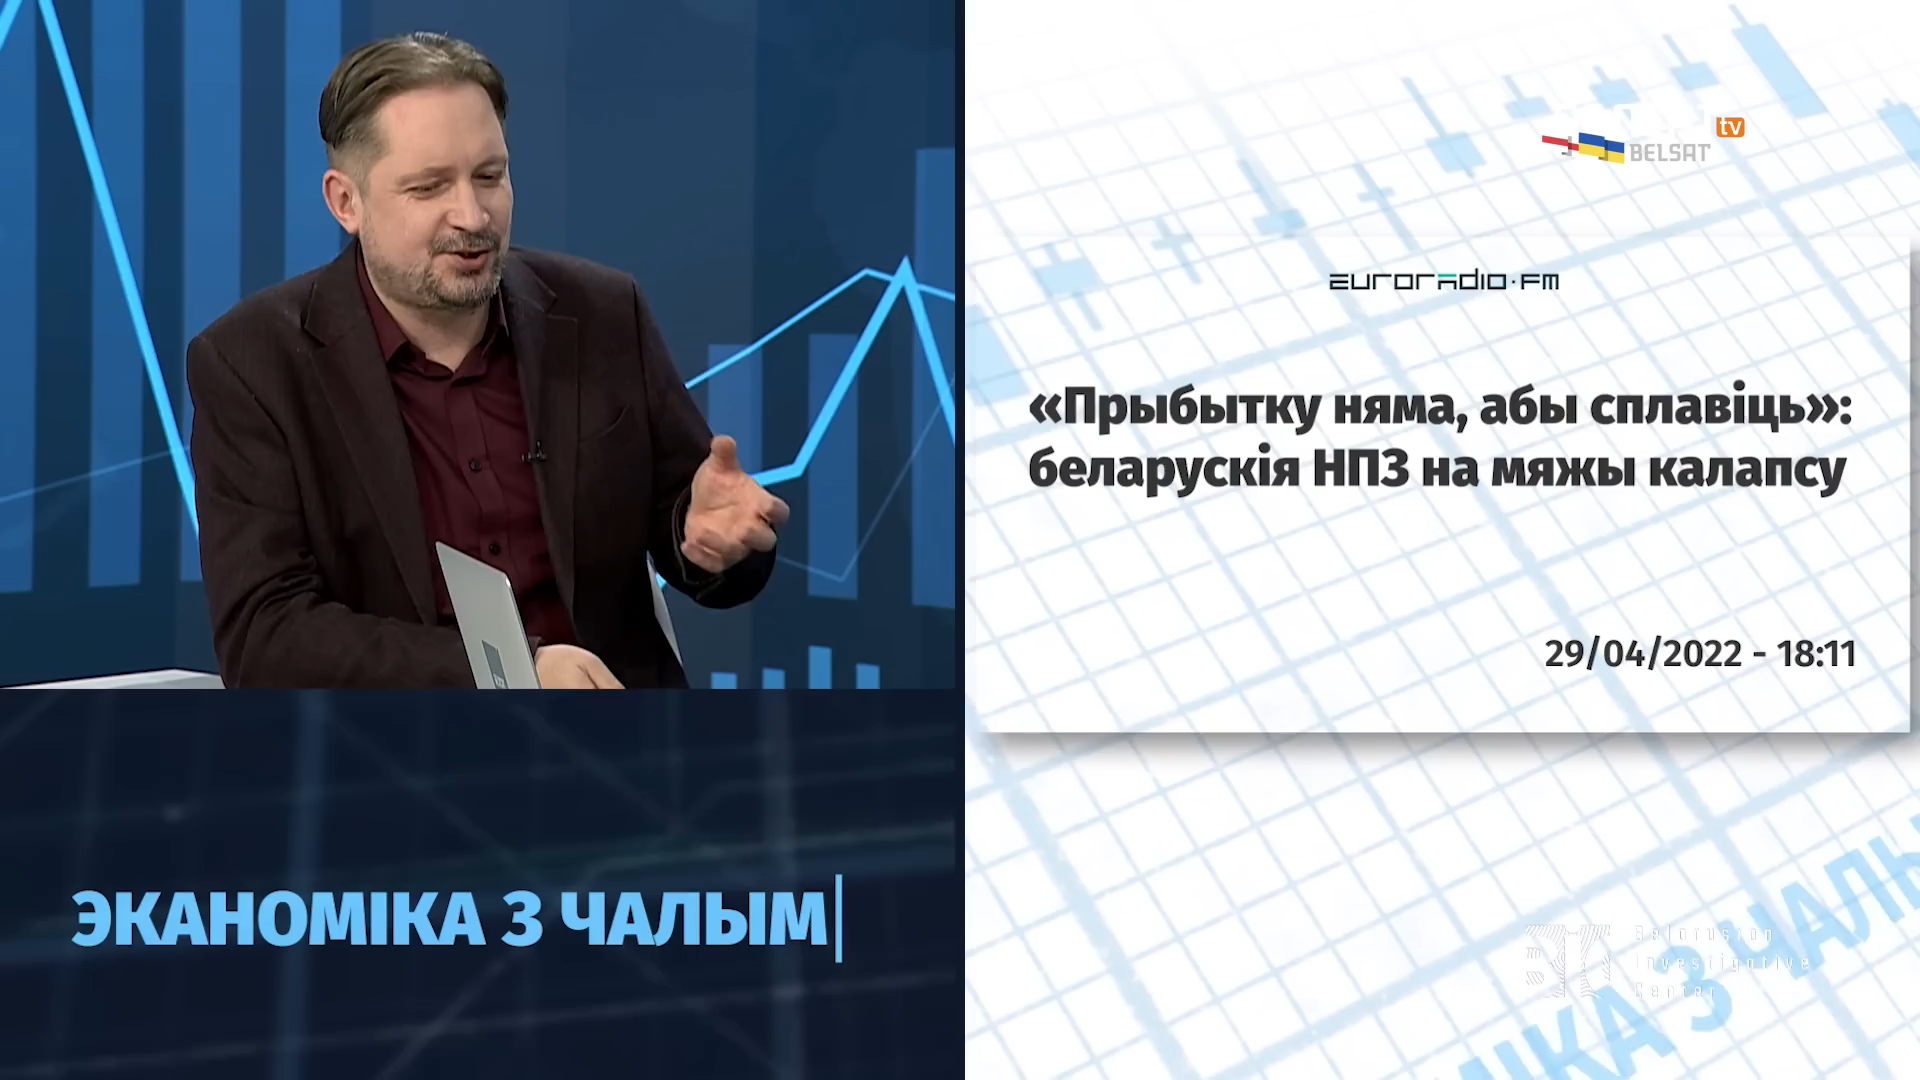 tv
BELSAT
EURORADIO.FM
«Прыбытку няма, абы сплавіць»:
беларускія НПЗ на мяжы калапсу
29/04/2022 - 18:11
ЭКАНОМІКА З ЧАЛЫМ
Belarusian
Investigative
Center